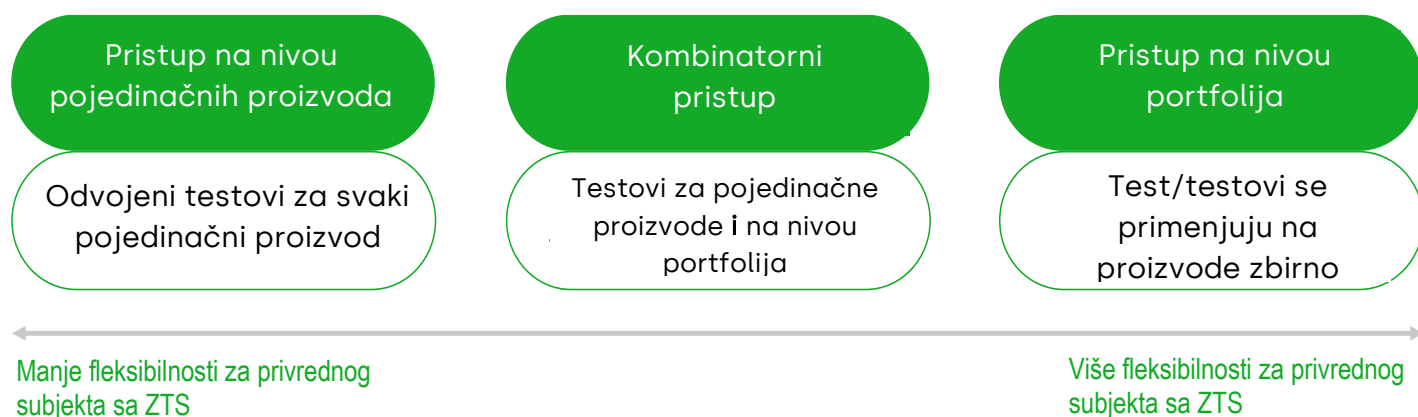 Pristup na nivou
pojedinačnih proizvoda
Odvojeni testovi za svaki
pojedinačni proizvod
Kombinatorni
pristup
Testovi za pojedinačne
proizvode i na nivou
portfolija
Pristup na nivou
portfolija
Test/testovi se
primenjuju na
proizvode zbirno
Manje fleksibilnosti za privrednog
subjekta sa ZTS
Više fleksibilnosti za privrednog
subjekta sa ZTS